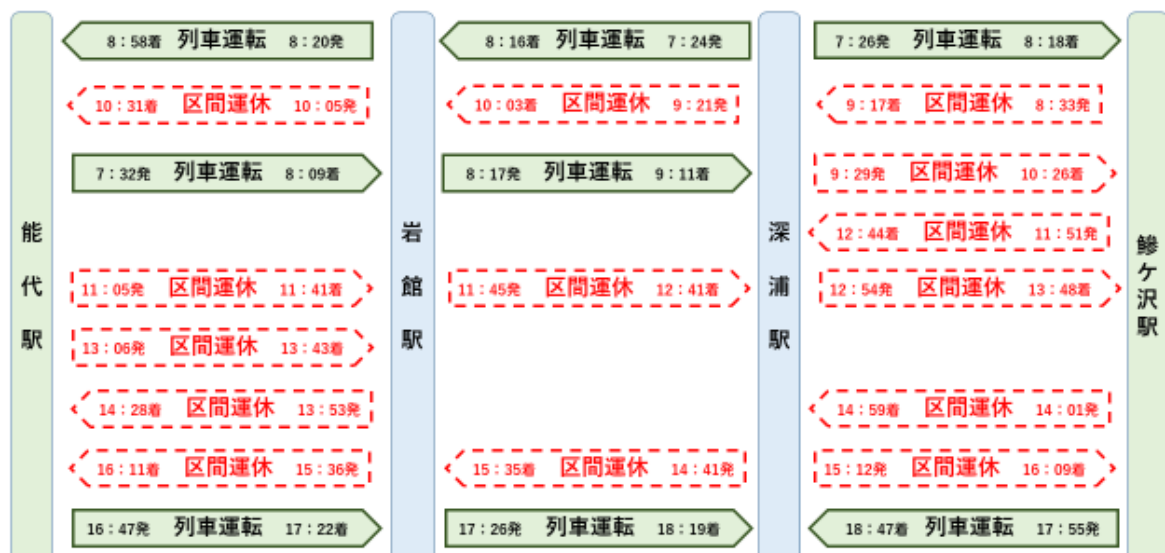 8：58着 列車運転 8：20発
8：16着 列車運転 7：24発
7：26発 列車運転 8：18着
10：31着 区間運休 10：05発
10：03着 区間運休 9：21発
9：17着 区間運休 8：33発
7：32発 列車運転 8：09着
8：17発 列車運転 9：11着
9：29発 区間運休 10：26着
12：44着 区間運休 11：51発
11：05発 区間運休 11：41着
11：45発 区間運休 12：41着
12：54発 区間運休 13：48着
13：06発 区間運休 13：43着
14：28着 区間運休 13：53発
14：59着 区間運休 14：01発
16：11着 区間運休 15：36発
15：35着 区間運休 14：41発
15：12発 区間運休 16：09着
16：47発 列車運転 17：22着
17：26発 列車運転 18：19着
18：47着 列車運転 17：55発
能代駅
岩館駅
深浦駅
鰺ケ沢駅